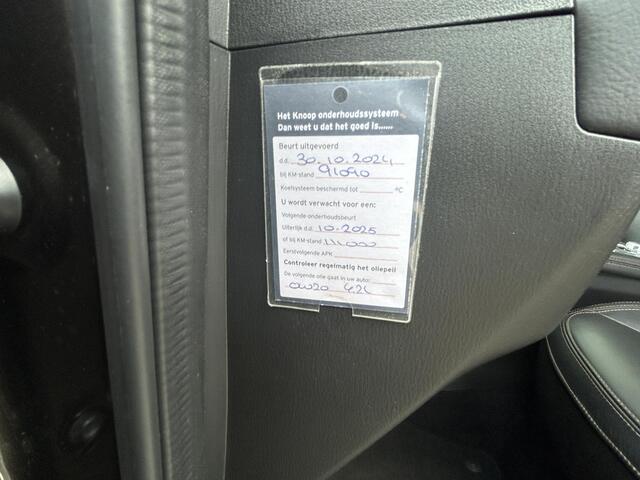 Het Knoop onderhoudssysteem
Dan weet u dat het goed is......
Beurt uitgevoerd
d.d. 30.10.2024
bij KM-stand 91090
Koelsysteem beschermd tot °C
U wordt verwacht voor een:
Volgende onderhoudsbeurt
Uiterlijk d.d. 10.2025
of bij KM-stand 111.000
Eerstvolgende APK
Controleer regelmatig het oliepeil
De volgende olie gaat in uw auto:
0W20 4.2L